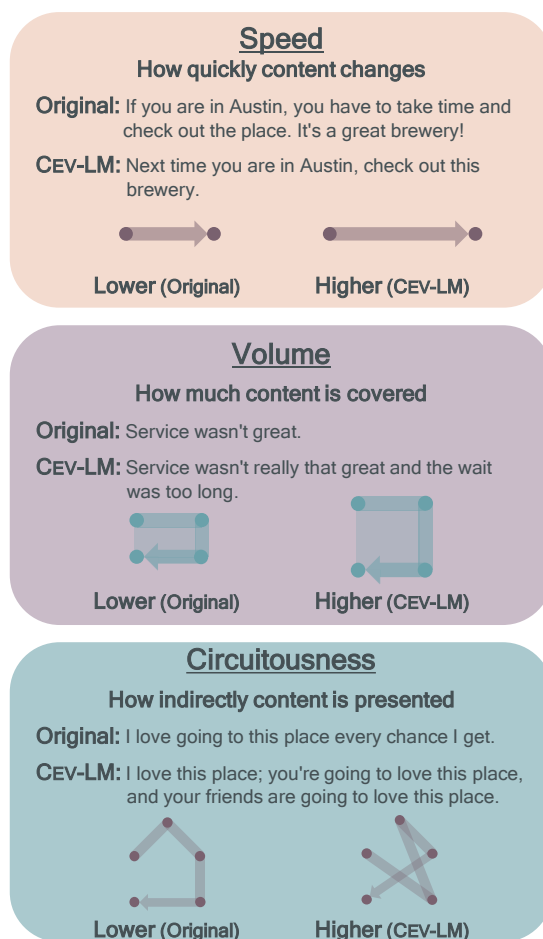 Speed
How quickly content changes
Original: If you are in Austin, you have to take time and
check out the place. It's a great brewery!
CEV-LM: Next time you are in Austin, check out this
brewery.
Lower (Original) Higher (CEV-LM)
Volume
How much content is covered
Original: Service wasn't great.
CEV-LM: Service wasn't really that great and the wait
was too long.
Lower (Original) Higher (CEV-LM)
Circuitousness
How indirectly content is presented
Original: I love going to this place every chance I get.
CEV-LM: I love this place; you're going to love this place,
and your friends are going to love this place.
Lower (Original) Higher (CEV-LM)